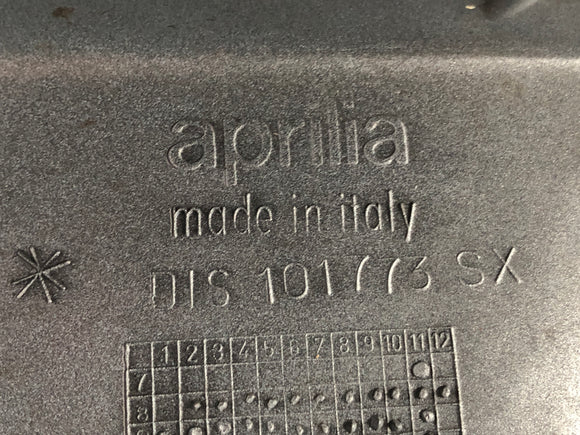 aprilia
made in italy
DIS 101773 SX
1 2 3 4 5 6 7 8 9 10 11 12
7
8